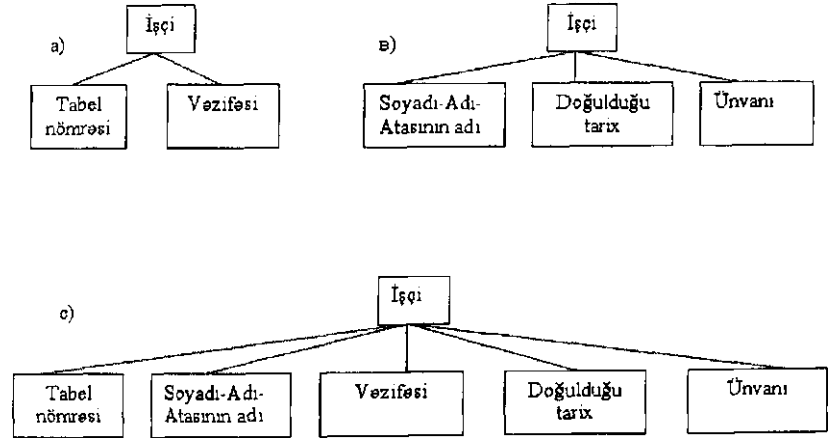 a)
İşçi
Tabel
nömrəsi
Vəzifəsi
в)
İşçi
Soyadı-Adı-
Atasının adı
Doğulduğu
tarix
Ünvanı
c)
İşçi
Tabel
nömrəsi
Soyadı-Adı-
Atasının adı
Vəzifəsi
Doğulduğu
tarix
Ünvanı